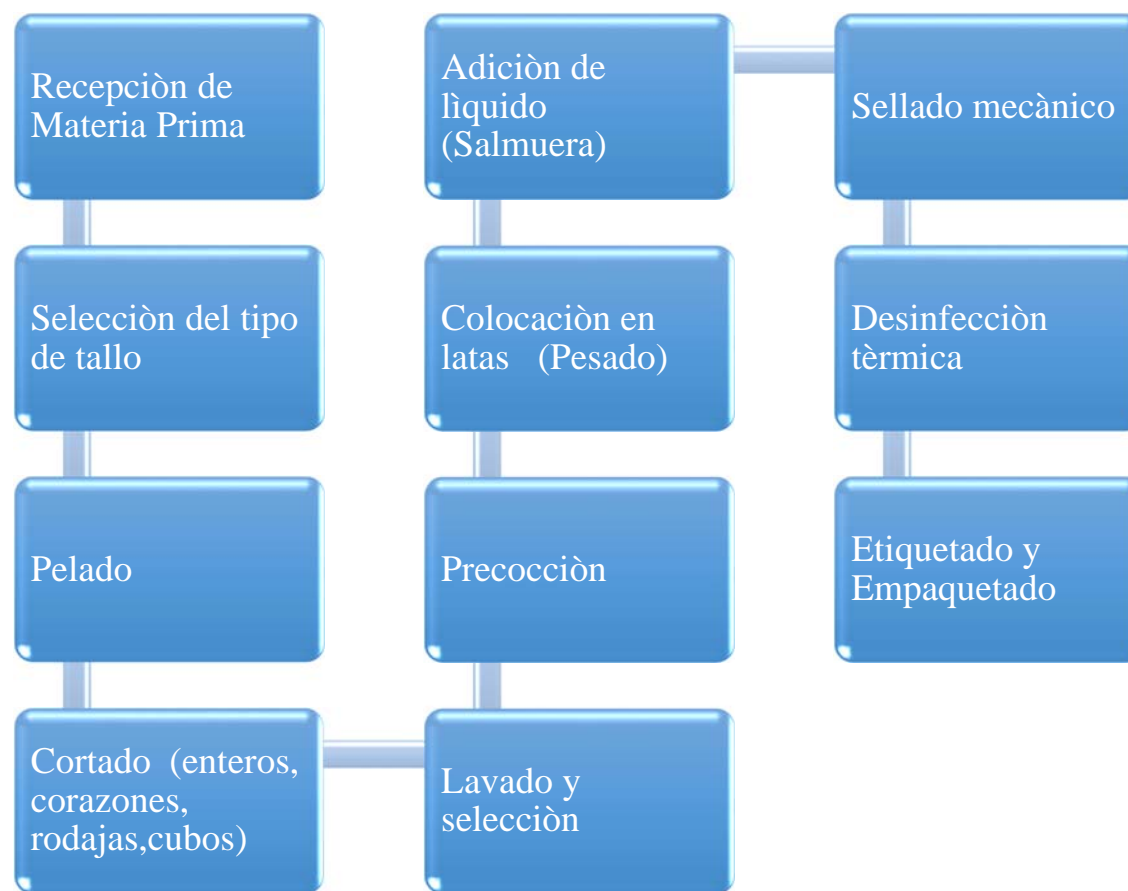 Recepciòn de
Materia Prima
Selecciòn del tipo
de tallo
Pelado
Cortado (enteros,
corazones,
rodajas,cubos)
Lavado y
selecciòn
Precocciòn
Colocaciòn en
latas (Pesado)
Adiciòn de
lìquido
(Salmuera)
Sellado mecànico
Desinfecciòn
tèrmica
Etiquetado y
Empaquetado